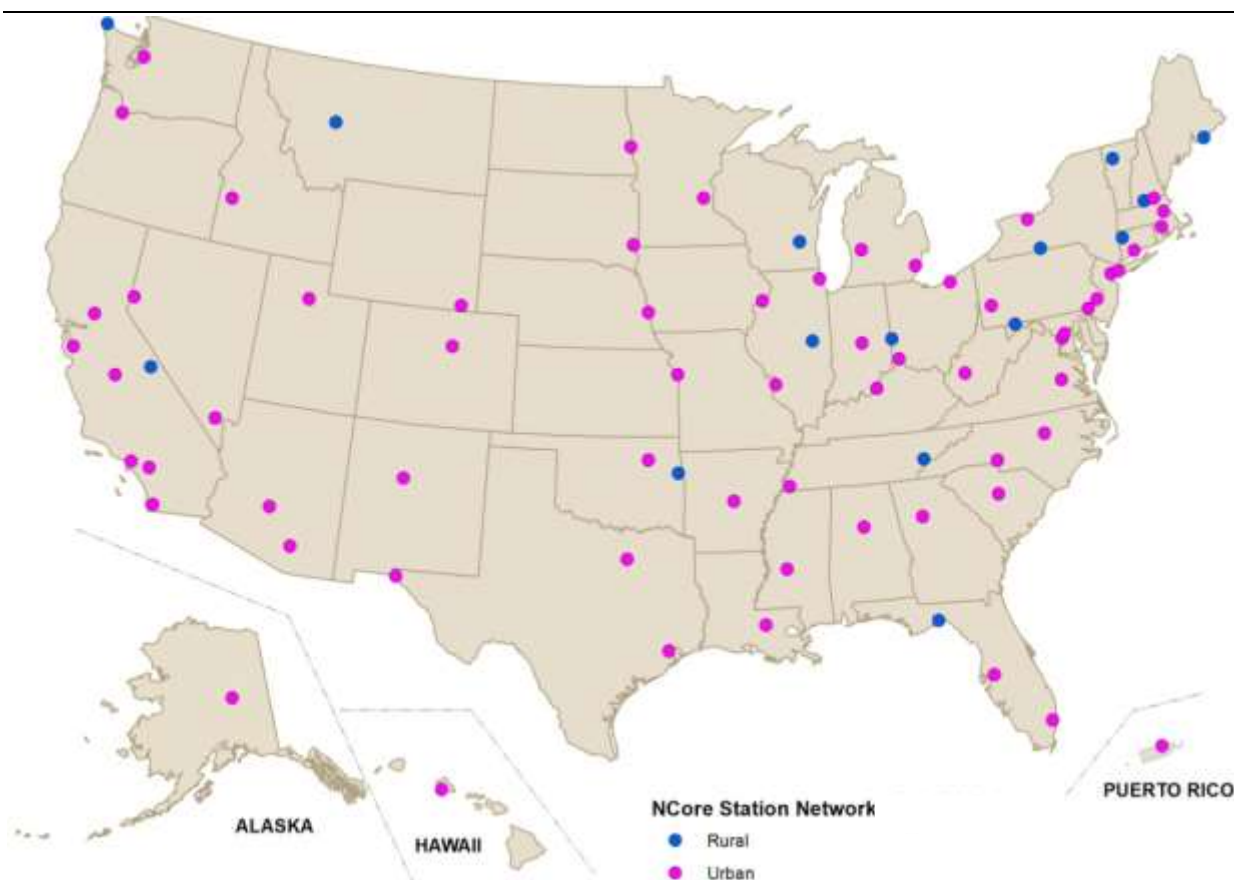 PUERTO RICO
ALASKA
HAWAII
NCore Station Network
Rural
Urban